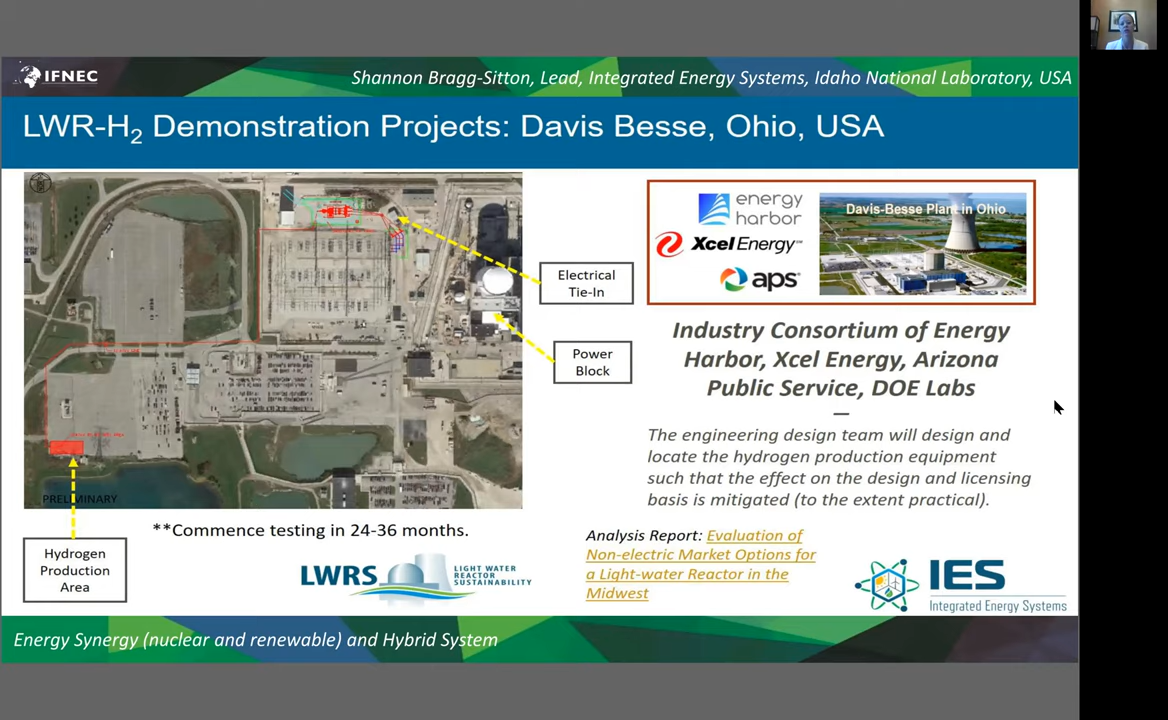 IFNEC
Shannon Bragg-Sitton, Lead, Integrated Energy Systems, Idaho National Laboratory, USA
LWR-H2 Demonstration Projects: Davis Besse, Ohio, USA
Electrical
Tie-In
Power
Block
PRELIMINARY
Hydrogen
Production
Area
**Commence testing in 24-36 months.
LWRS
LIGHT WATER
REACTOR
SUSTAINABILITY
energy
harbor
Xcel Energy
aps
Davis-Besse Plant in Ohio
Industry Consortium of Energy
Harbor, Xcel Energy, Arizona
Public Service, DOE Labs
—
The engineering design team will design and
locate the hydrogen production equipment
such that the effect on the design and licensing
basis is mitigated (to the extent practical).
Analysis Report: Evaluation of
Non-electric Market Options for
a Light-water Reactor in the
Midwest
IES
Integrated Energy Systems
Energy Synergy (nuclear and renewable) and Hybrid System